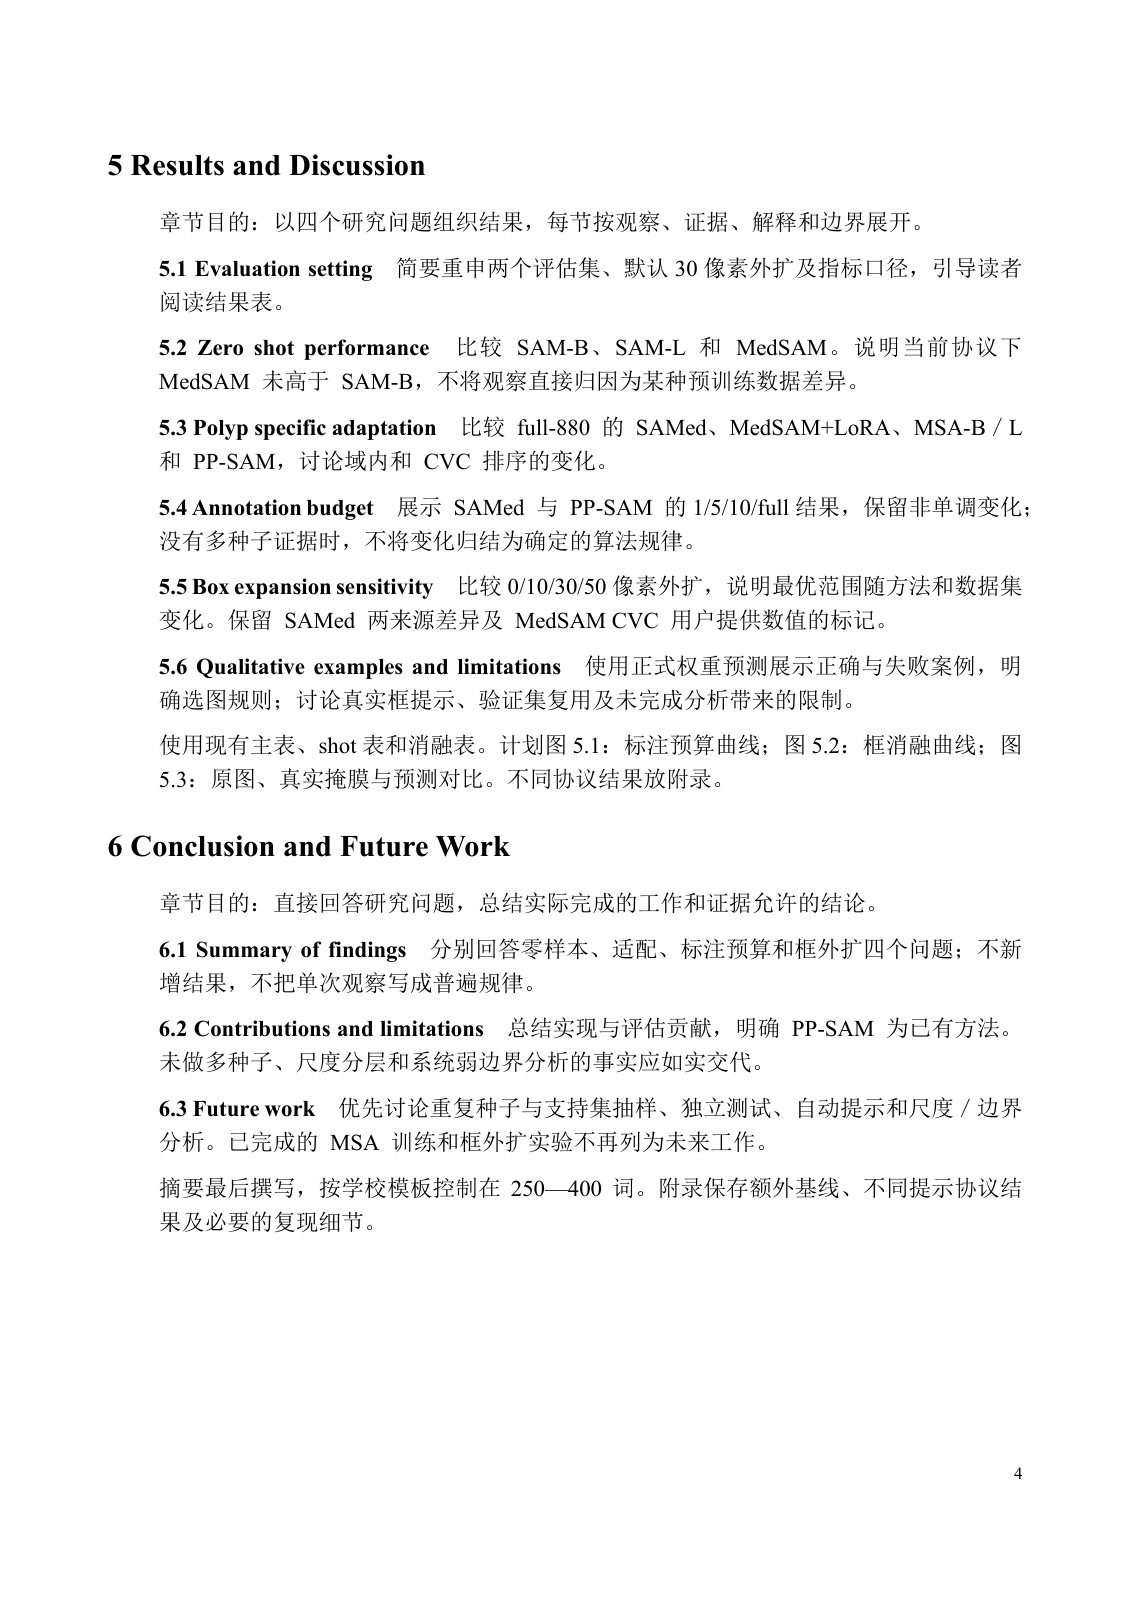 5 Results and Discussion
章节目的：以四个研究问题组织结果，每节按观察、证据、解释和边界展开。
5.1 Evaluation setting 简要重申两个评估集、默认 30 像素外扩及指标口径，引导读者
阅读结果表。
5.2 Zero shot performance 比较 SAM-B、SAM-L 和 MedSAM。说明当前协议下
MedSAM 未高于 SAM-B，不将观察直接归因为某种预训练数据差异。
5.3 Polyp specific adaptation 比较 full-880 的 SAMed、MedSAM+LoRA、MSA-B / L
和 PP-SAM，讨论域内和 CVC 排序的变化。
5.4 Annotation budget 展示 SAMed 与 PP-SAM 的 1/5/10/full 结果，保留非单调变化；
没有多种子证据时，不将变化归结为确定的算法规律。
5.5 Box expansion sensitivity 比较 0/10/30/50 像素外扩，说明最优范围随方法和数据集
变化。保留 SAMed 两来源差异及 MedSAM CVC 用户提供数值的标记。
5.6 Qualitative examples and limitations 使用正式权重预测展示正确与失败案例，明
确选图规则；讨论真实框提示、验证集复用及未完成分析带来的限制。
使用现有主表、shot 表和消融表。计划图 5.1：标注预算曲线；图 5.2：框消融曲线；图
5.3：原图、真实掩膜与预测对比。不同协议结果放附录。
6 Conclusion and Future Work
章节目的：直接回答研究问题，总结实际完成的工作和证据允许的结论。
6.1 Summary of findings 分别回答零样本、适配、标注预算和框外扩四个问题；不新
增结果，不把单次观察写成普遍规律。
6.2 Contributions and limitations 总结实现与评估贡献，明确 PP-SAM 为已有方法。
未做多种子、尺度分层和系统弱边界分析的事实应如实交代。
6.3 Future work 优先讨论重复种子与支持集抽样、独立测试、自动提示和尺度 / 边界
分析。已完成的 MSA 训练和框外扩实验不再列为未来工作。
摘要最后撰写，按学校模板控制在 250—400 词。附录保存额外基线、不同提示协议结
果及必要的复现细节。
4